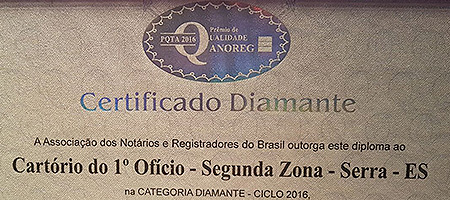 Prêmio de
PQTA 2016 QUALIDADE
ANOREG
Certificado Diamante
A Associação dos Notários e Registradores do Brasil outorga este diploma ao
Cartório do 1º Ofício - Segunda Zona - Serra - ES
na CATEGORIA DIAMANTE - CICLO 2016,